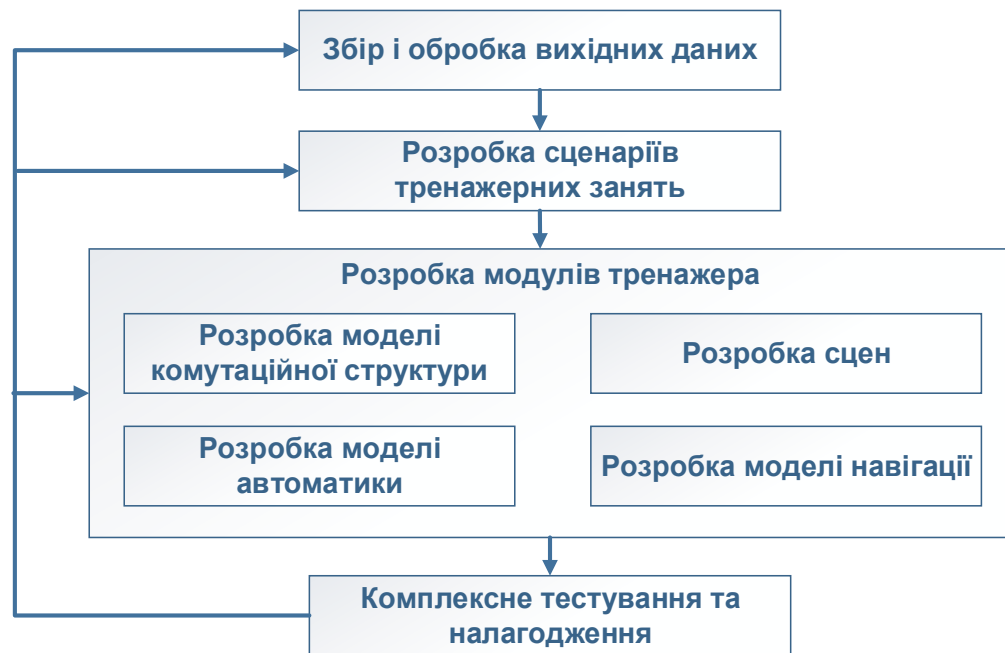 Збір і обробка вихідних даних
Розробка сценаріїв
тренажерних занять
Розробка модулів тренажера
Розробка моделі
комутаційної структури
Розробка сцен
Розробка моделі
автоматики
Розробка моделі навігації
Комплексне тестування та
налагодження